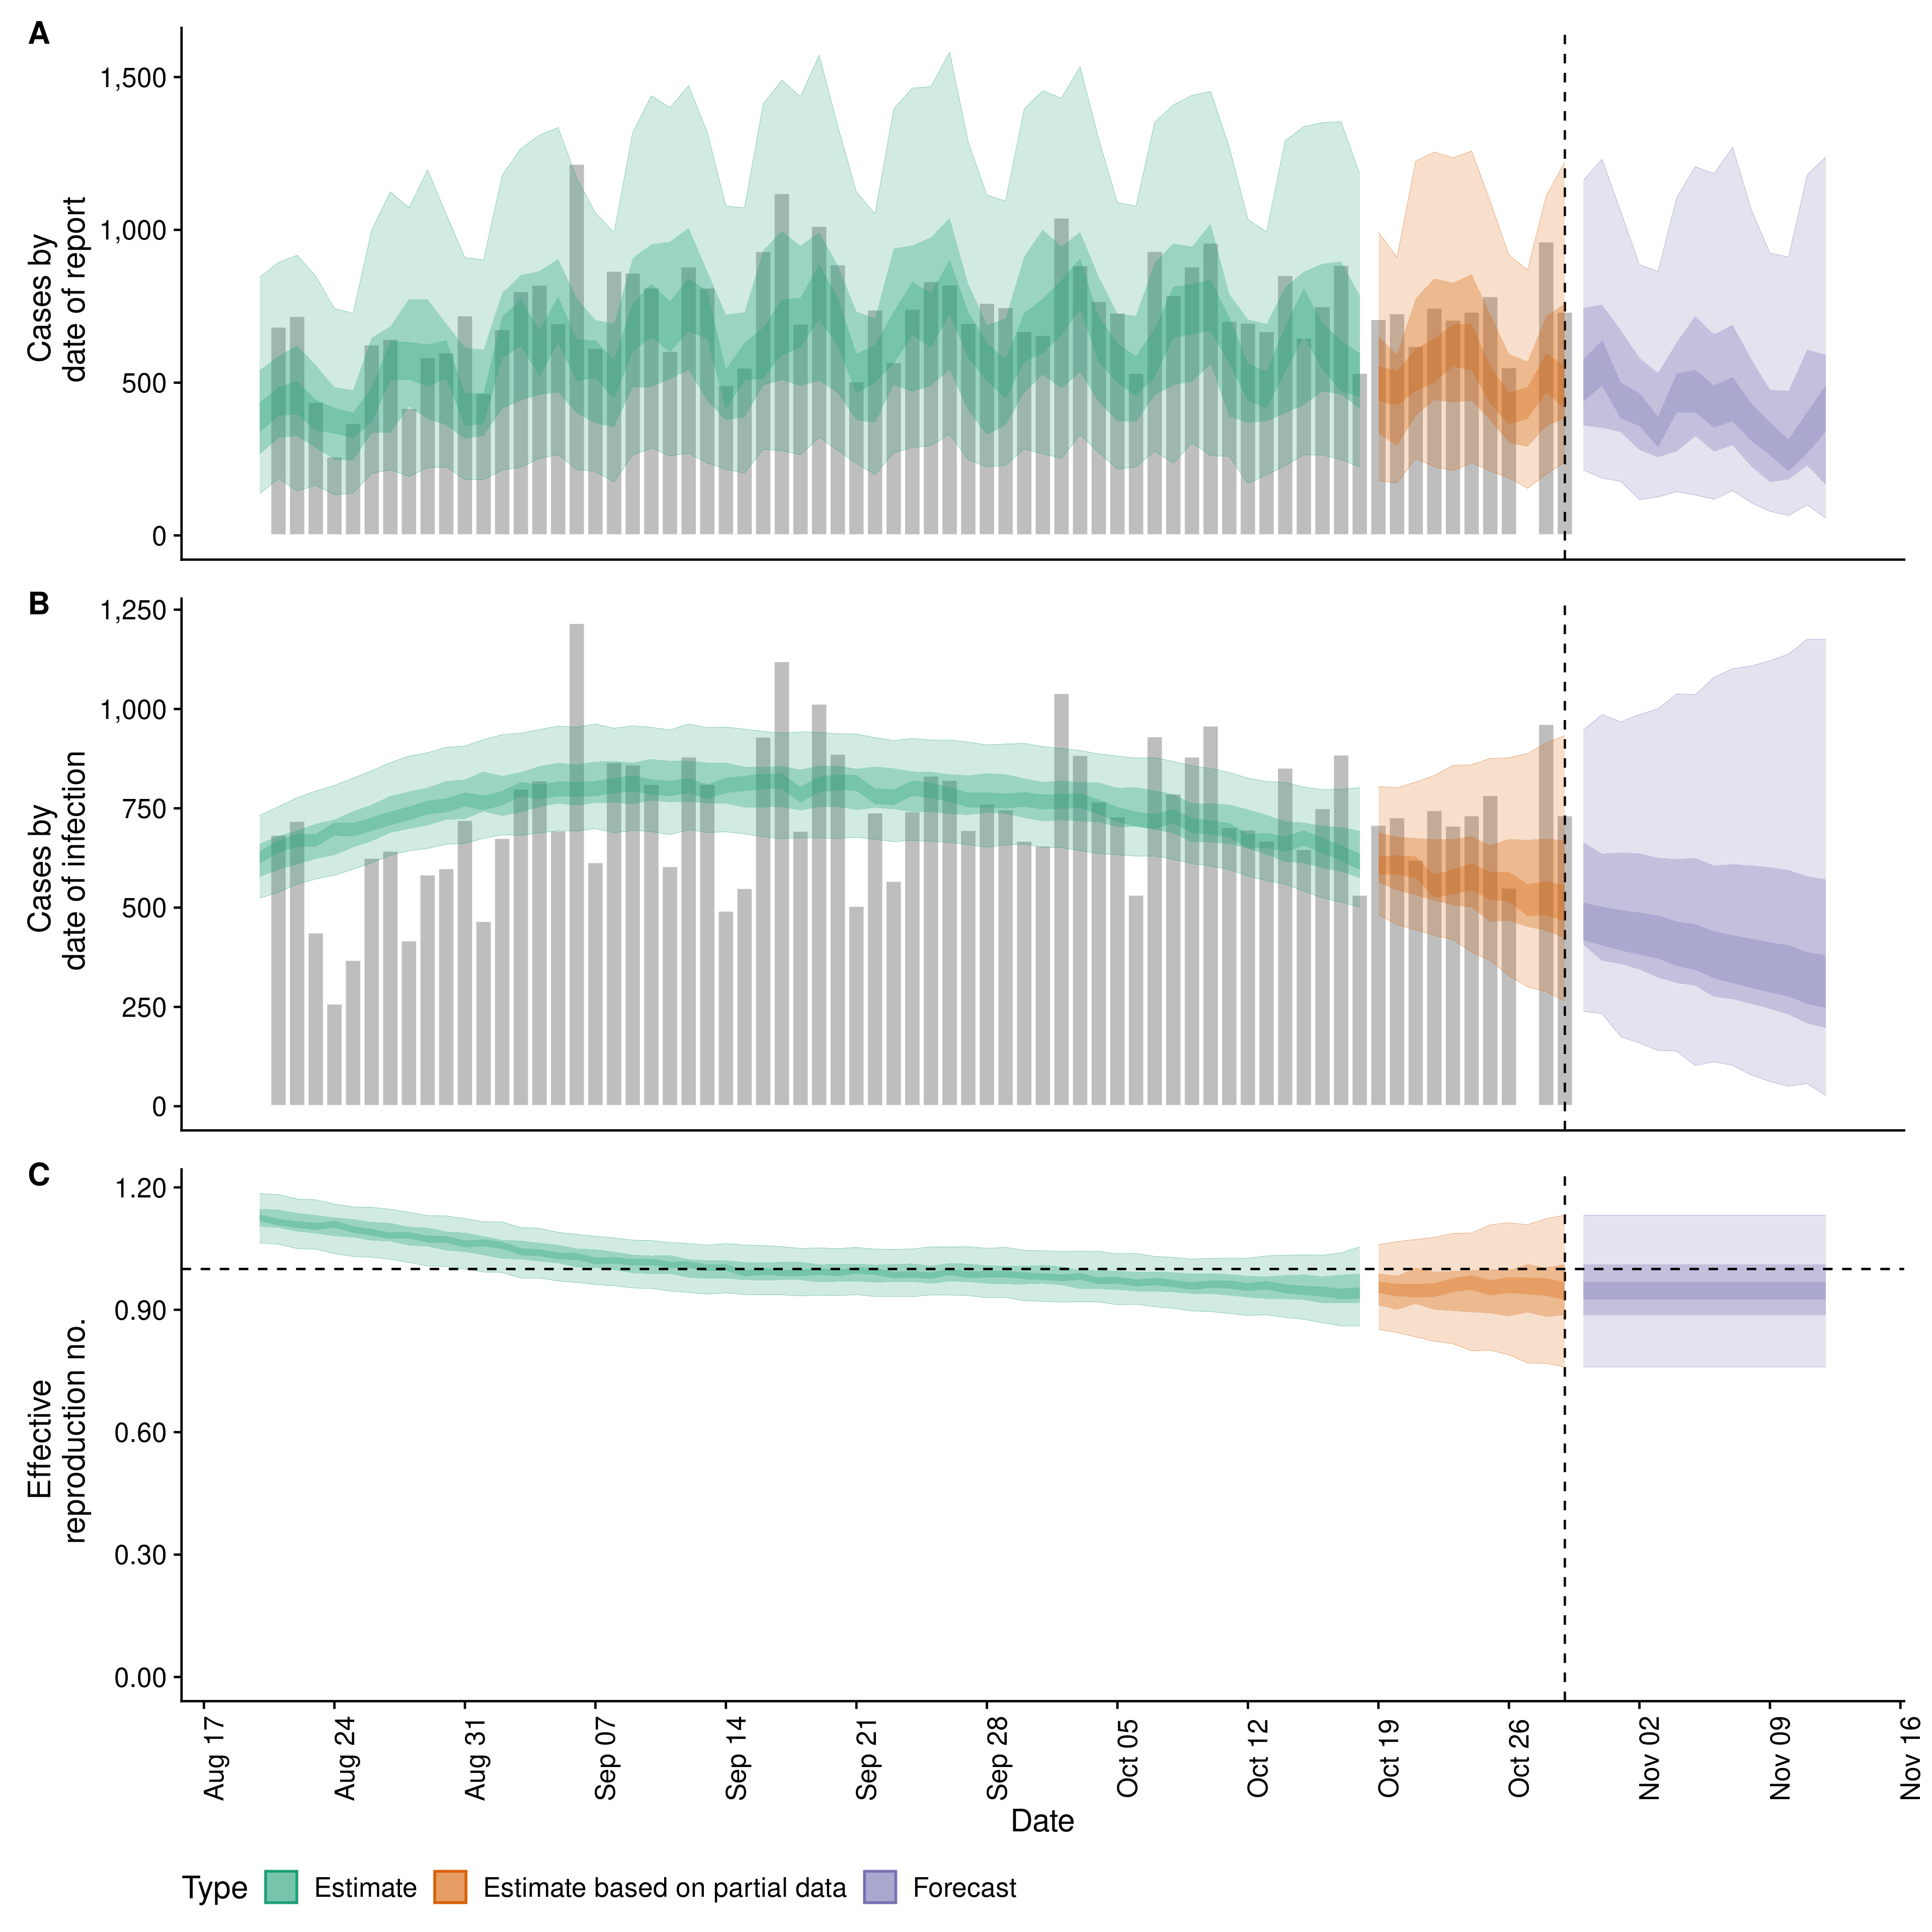 A
Cases by
date of report
1,500
1,000
500
0
B
Cases by
date of infection
1,250
1,000
750
500
250
0
C
Effective
reproduction no.
1.20
0.90
0.60
0.30
0.00
Aug 17
Aug 24
Aug 31
Sep 07
Sep 14
Sep 21
Sep 28
Oct 05
Oct 12
Oct 19
Oct 26
Nov 02
Nov 09
Nov 16
Date
Type Estimate Estimate based on partial data Forecast